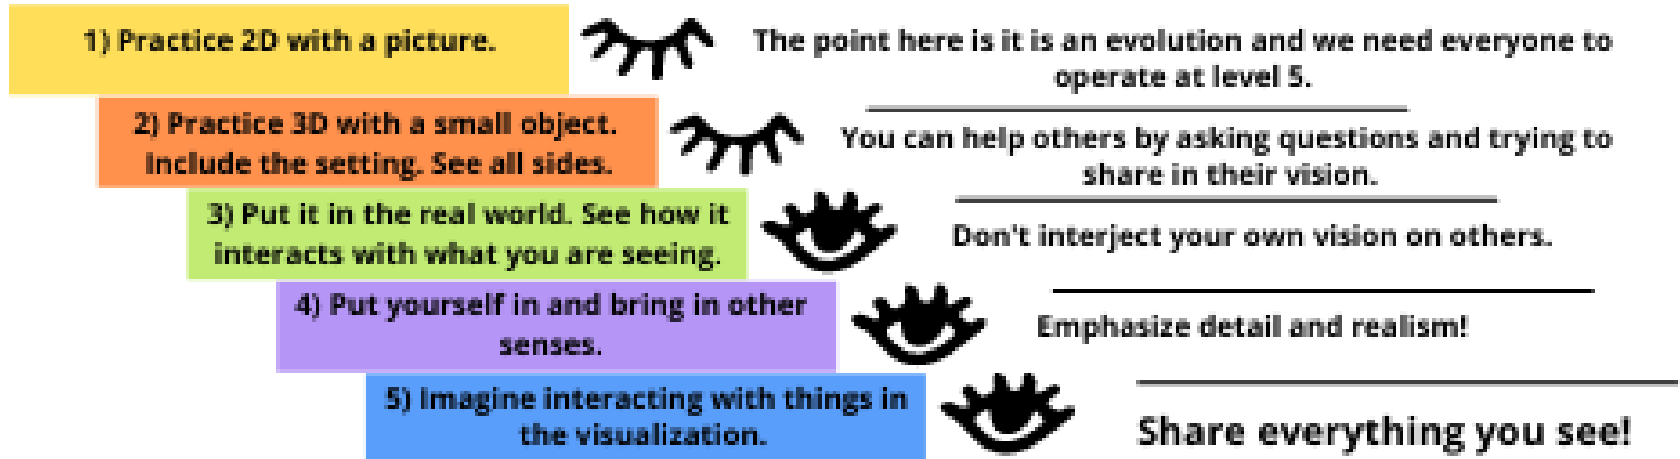 1) Practice 2D with a picture.
The point here is it is an evolution and we need everyone to
operate at level 5.
2) Practice 3D with a small object.
Include the setting. See all sides.
You can help others by asking questions and trying to
share in their vision.
3) Put it in the real world. See how it
interacts with what you are seeing.
Don't interject your own vision on others.
4) Put yourself in and bring in other
senses.
Emphasize detail and realism!
5) Imagine interacting with things in
the visualization.
Share everything you see!